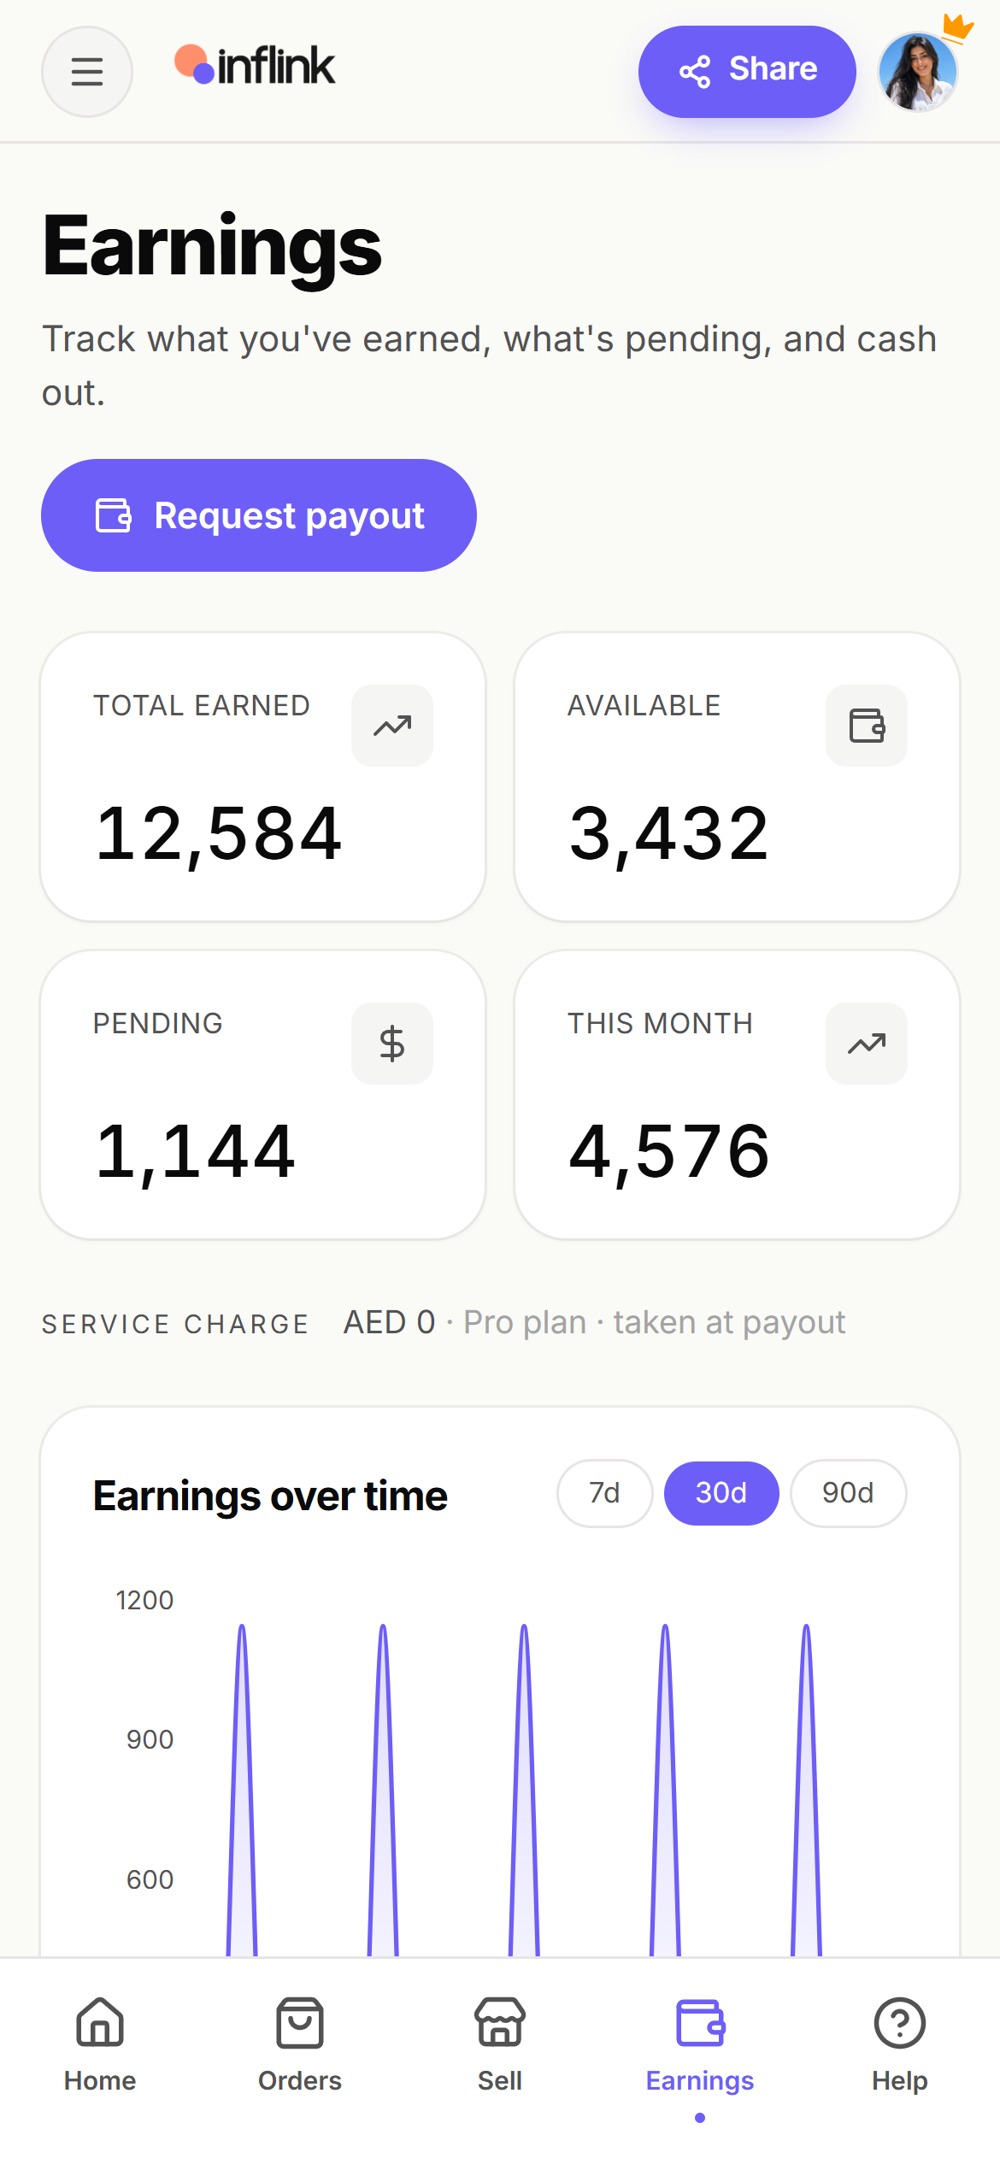 inflink
Share
Earnings
Track what you've earned, what's pending, and cash
out.
Request payout
TOTAL EARNED
12,584
AVAILABLE
3,432
PENDING
$
1,144
THIS MONTH
4,576
SERVICE CHARGE AED 0 · Pro plan · taken at payout
Earnings over time
7d 30d 90d
1200
900
600
Home Orders Sell Earnings Help